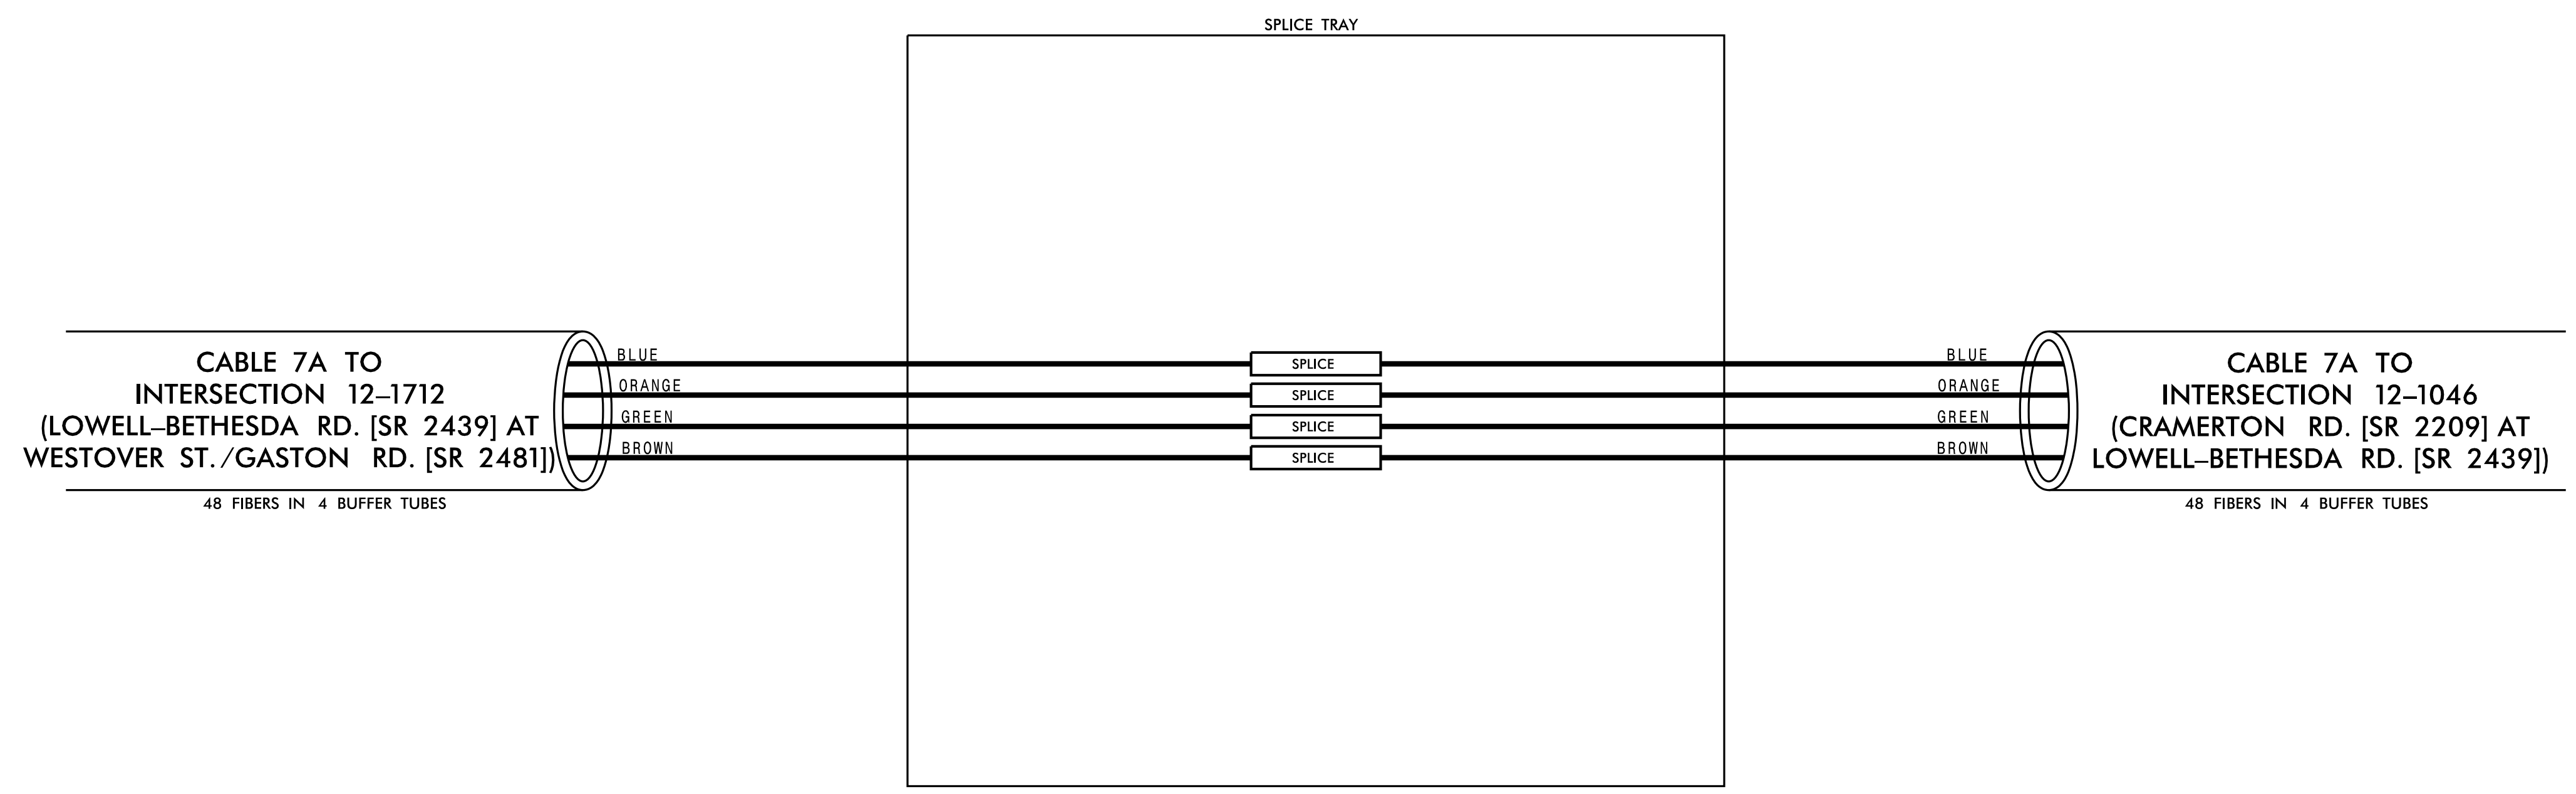 SPLICE TRAY
CABLE 7A TO
INTERSECTION 12–1712
(LOWELL–BETHESDA RD. [SR 2439] AT
WESTOVER ST./GASTON RD. [SR 2481])
48 FIBERS IN 4 BUFFER TUBES
BLUE
ORANGE
GREEN
BROWN
SPLICE
SPLICE
SPLICE
SPLICE
BLUE
ORANGE
GREEN
BROWN
CABLE 7A TO
INTERSECTION 12–1046
(CRAMERTON RD. [SR 2209] AT
LOWELL–BETHESDA RD. [SR 2439])
48 FIBERS IN 4 BUFFER TUBES